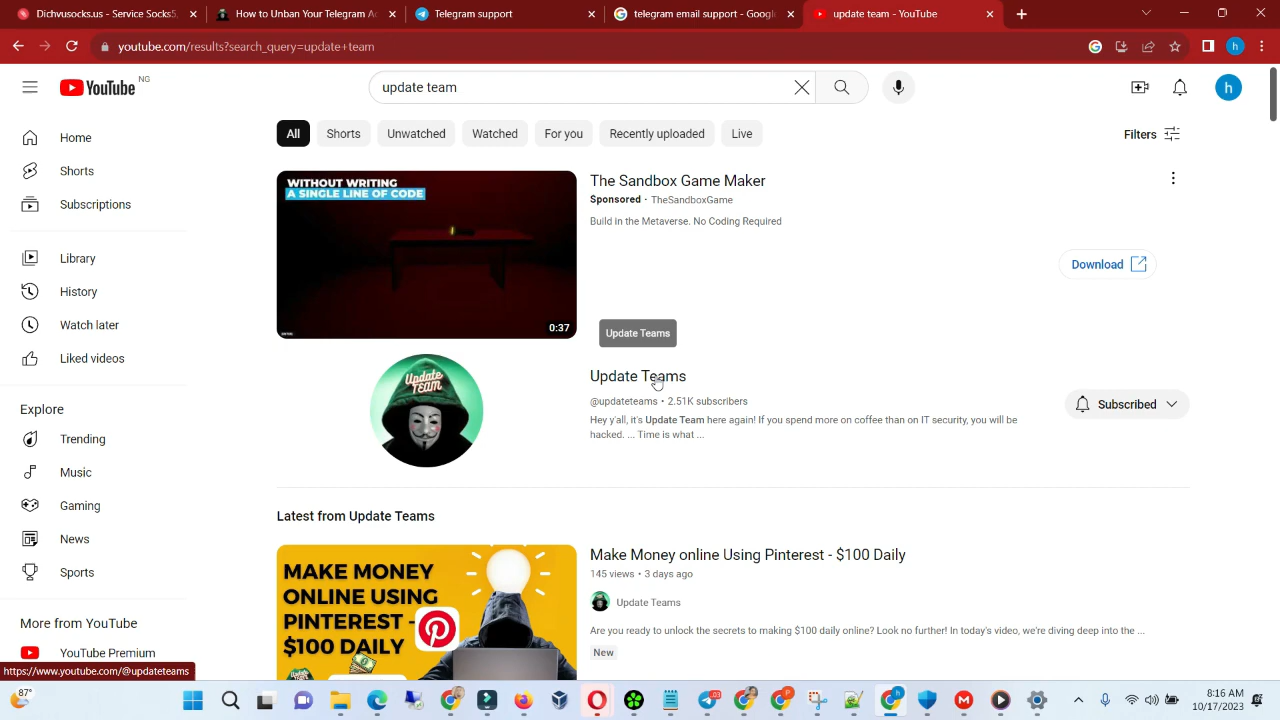 Dichvusocks.us - Service Socks5,
How to Unban Your Telegram Ac
Telegram support
telegram email support - Google
update team - YouTube
youtube.com/results?search_query=update+team
h
YouTube
NG
update team
h
All
Shorts
Unwatched
Watched
For you
Recently uploaded
Live
Filters
Home
Shorts
Subscriptions
Library
History
Watch later
Liked videos
Explore
Trending
Music
Gaming
News
Sports
More from YouTube
YouTube Premium
https://www.youtube.com/@updateteams
WITHOUT WRITING
A SINGLE LINE OF CODE
0:37
The Sandbox Game Maker
Sponsored · TheSandboxGame
Build in the Metaverse. No Coding Required
Download
Update Teams
Update TEAM
Update Teams
@updateteams • 2.51K subscribers
Hey y'all, it's Update Team here again! If you spend more on coffee than on IT security, you will be
hacked. ... Time is what ...
Subscribed
Latest from Update Teams
MAKE MONEY
ONLINE USING
PINTEREST -
$100 DAILY
Make Money online Using Pinterest - $100 Daily
145 views • 3 days ago
Update Teams
Are you ready to unlock the secrets to making $100 daily online? Look no further! In today's video, we're diving deep into the ...
New
87°
8:16 AM
10/17/2023